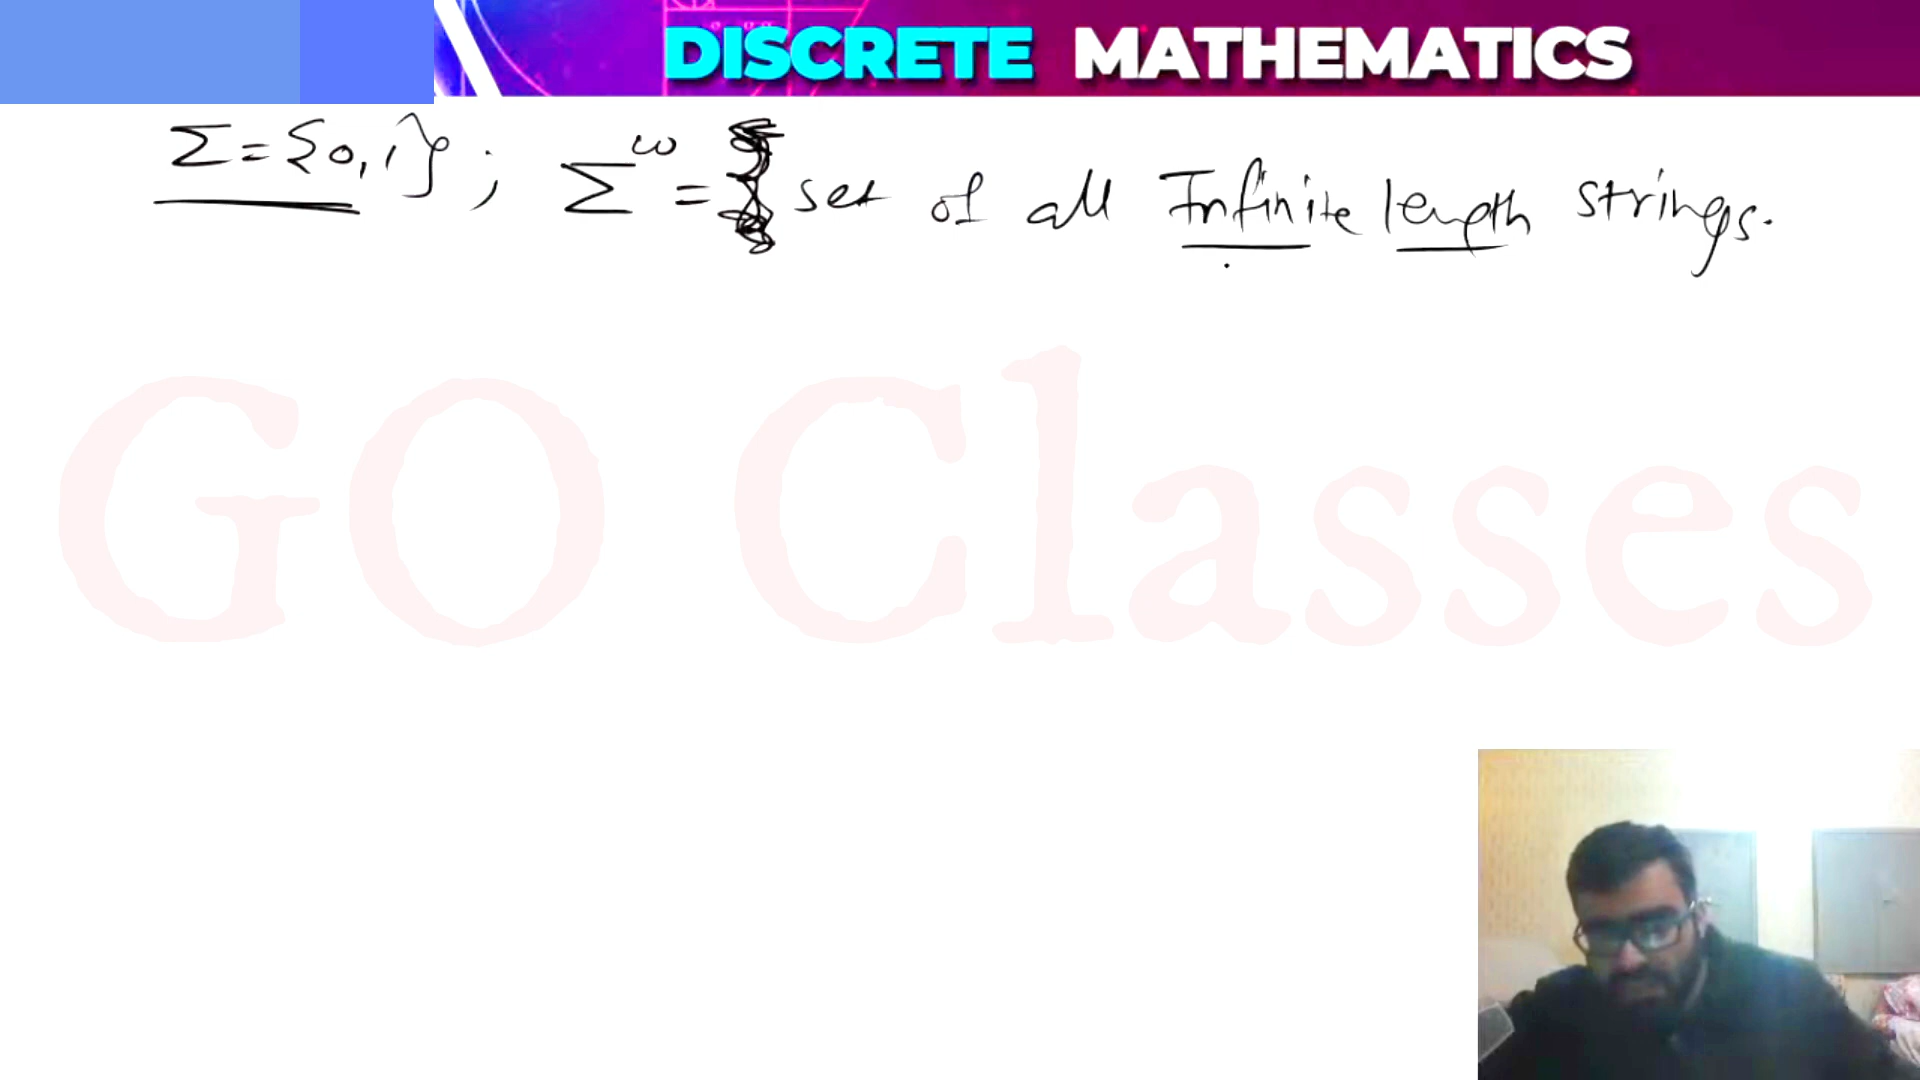 DISCRETE MATHEMATICS
Σ = {0, 1} ; Σ^ω = set of all Infinite length strings.
GO Classes